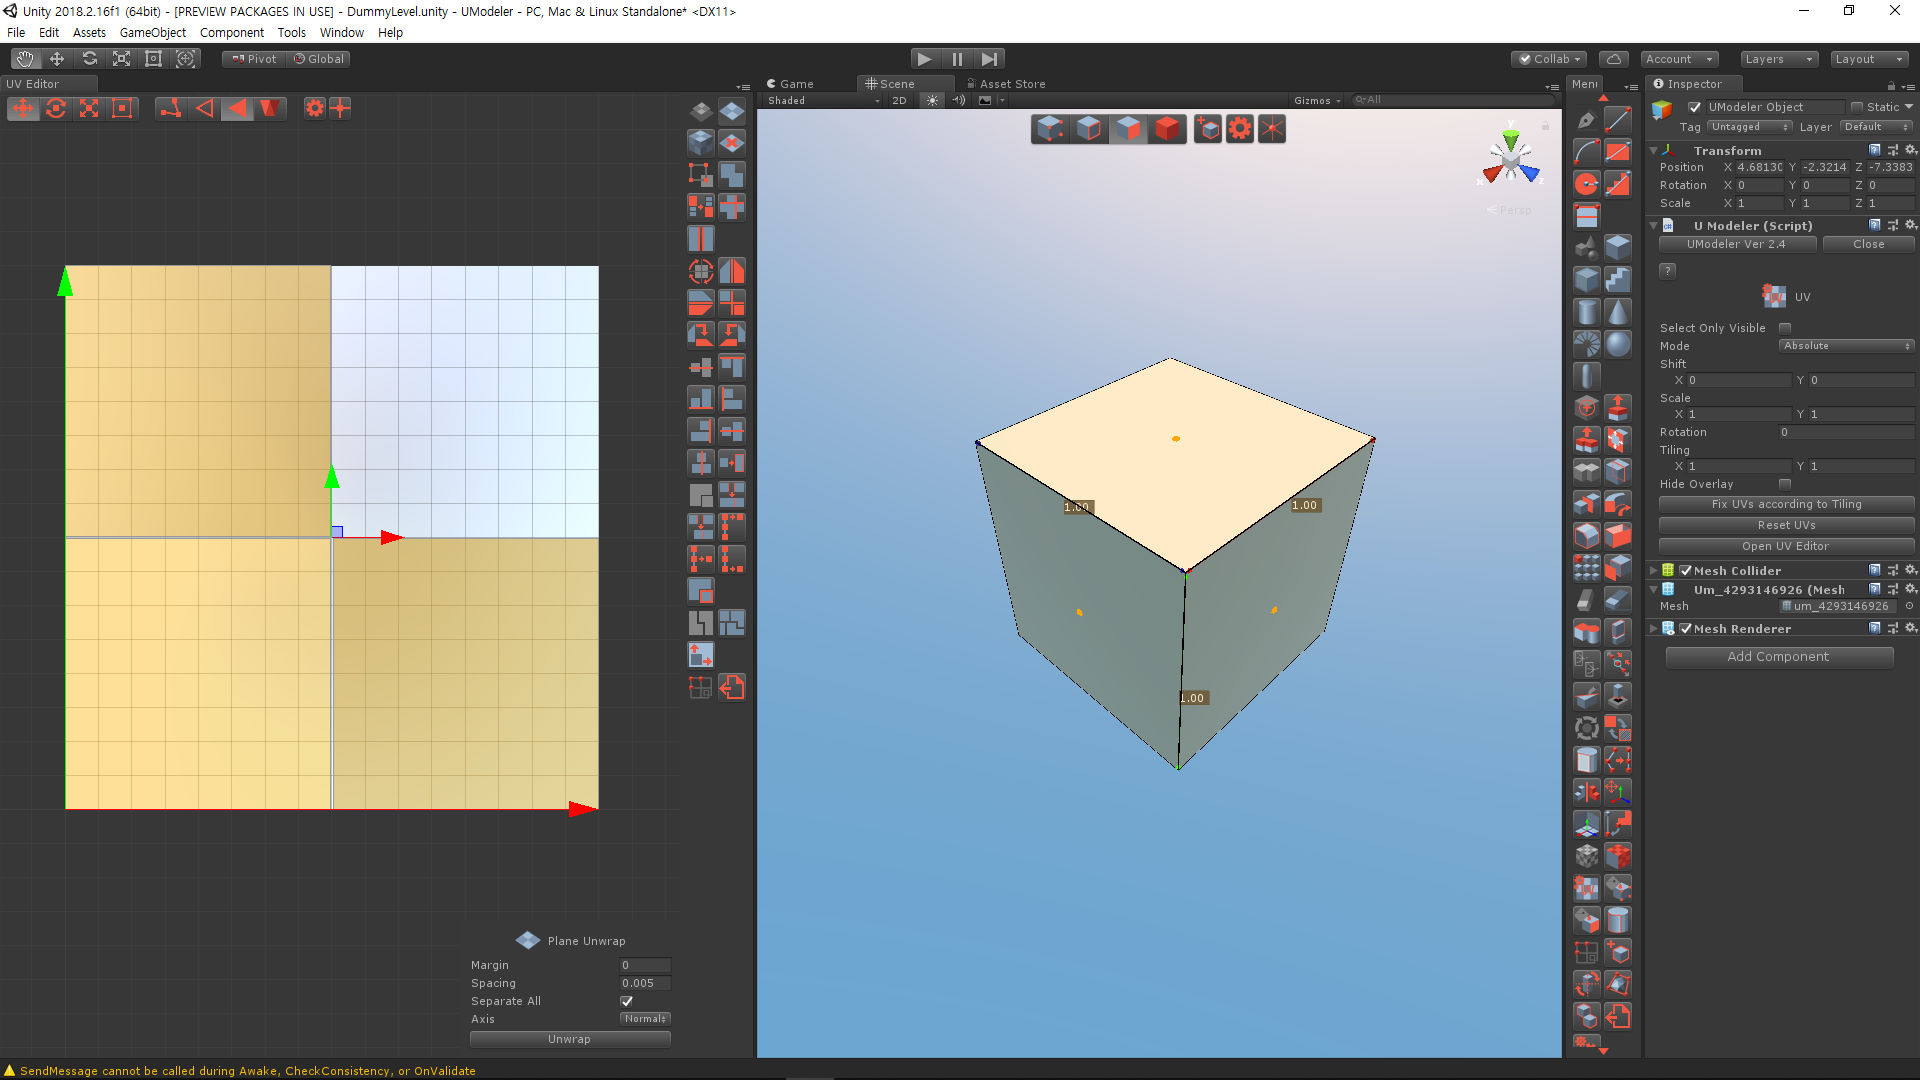 Unity 2018.2.16f1 (64bit) - [PREVIEW PACKAGES IN USE] - DummyLevel.unity - UModeler - PC, Mac & Linux Standalone* <DX11>
File Edit Assets GameObject Component Tools Window Help
Pivot Global Collab Account Layers Layout
UV Editor
Game Scene Asset Store
Shaded 2D Gizmos All
Menu
Inspector
UModeler Object Static
Tag Untagged Layer Default
Transform
Position X 4.6813 Y -2.3214 Z -7.3383
Rotation X 0 Y 0 Z 0
Scale X 1 Y 1 Z 1
U Modeler (Script)
UModeler Ver 2.4 Close
?
UV
Select Only Visible
Mode Absolute
Shift
X 0 Y 0
Scale
X 1 Y 1
Rotation 0
Tiling
X 1 Y 1
Hide Overlay
Fix UVs according to Tiling
Reset UVs
Open UV Editor
Mesh Collider
Um_4293146926 (Mesh
Mesh um_4293146926
Mesh Renderer
Add Component
y
x z
Persp
1.00
1.00
1.00
Plane Unwrap
Margin 0
Spacing 0.005
Separate All
Axis Normal
Unwrap
SendMessage cannot be called during Awake, CheckConsistency, or OnValidate